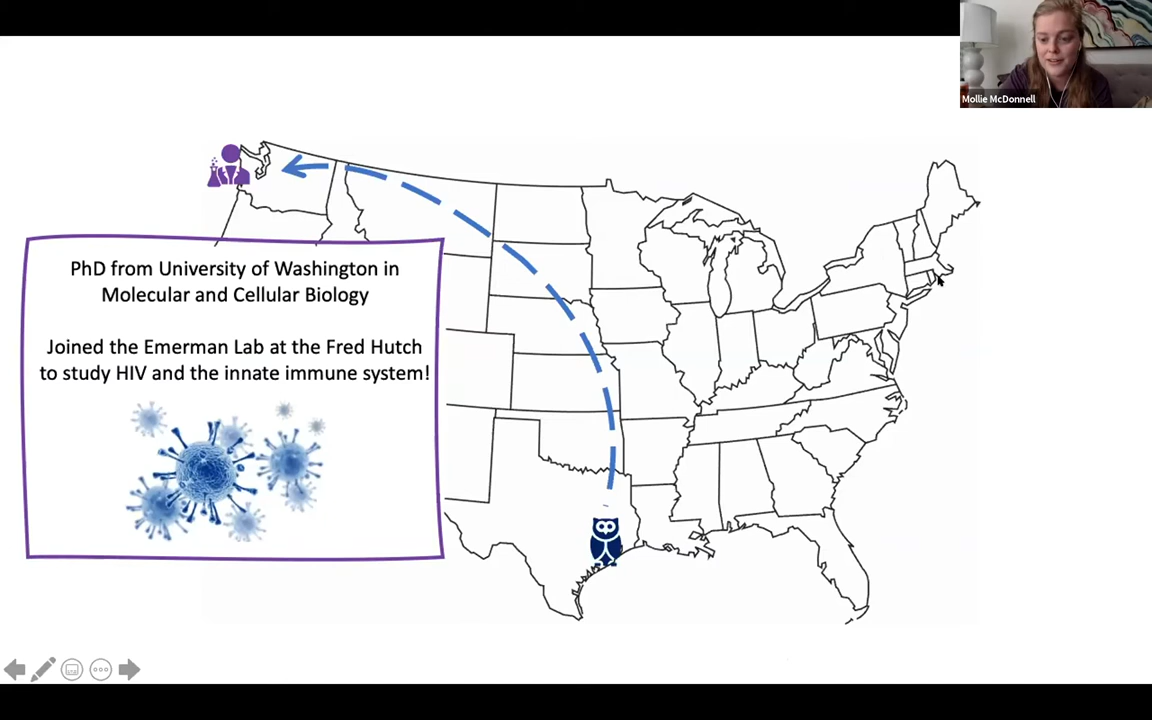 Mollie McDonnell
PhD from University of Washington in
Molecular and Cellular Biology
Joined the Emerman Lab at the Fred Hutch
to study HIV and the innate immune system!